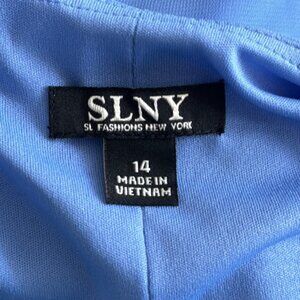 SLNY
SL FASHIONS NEW YORK
14
MADE IN
VIETNAM